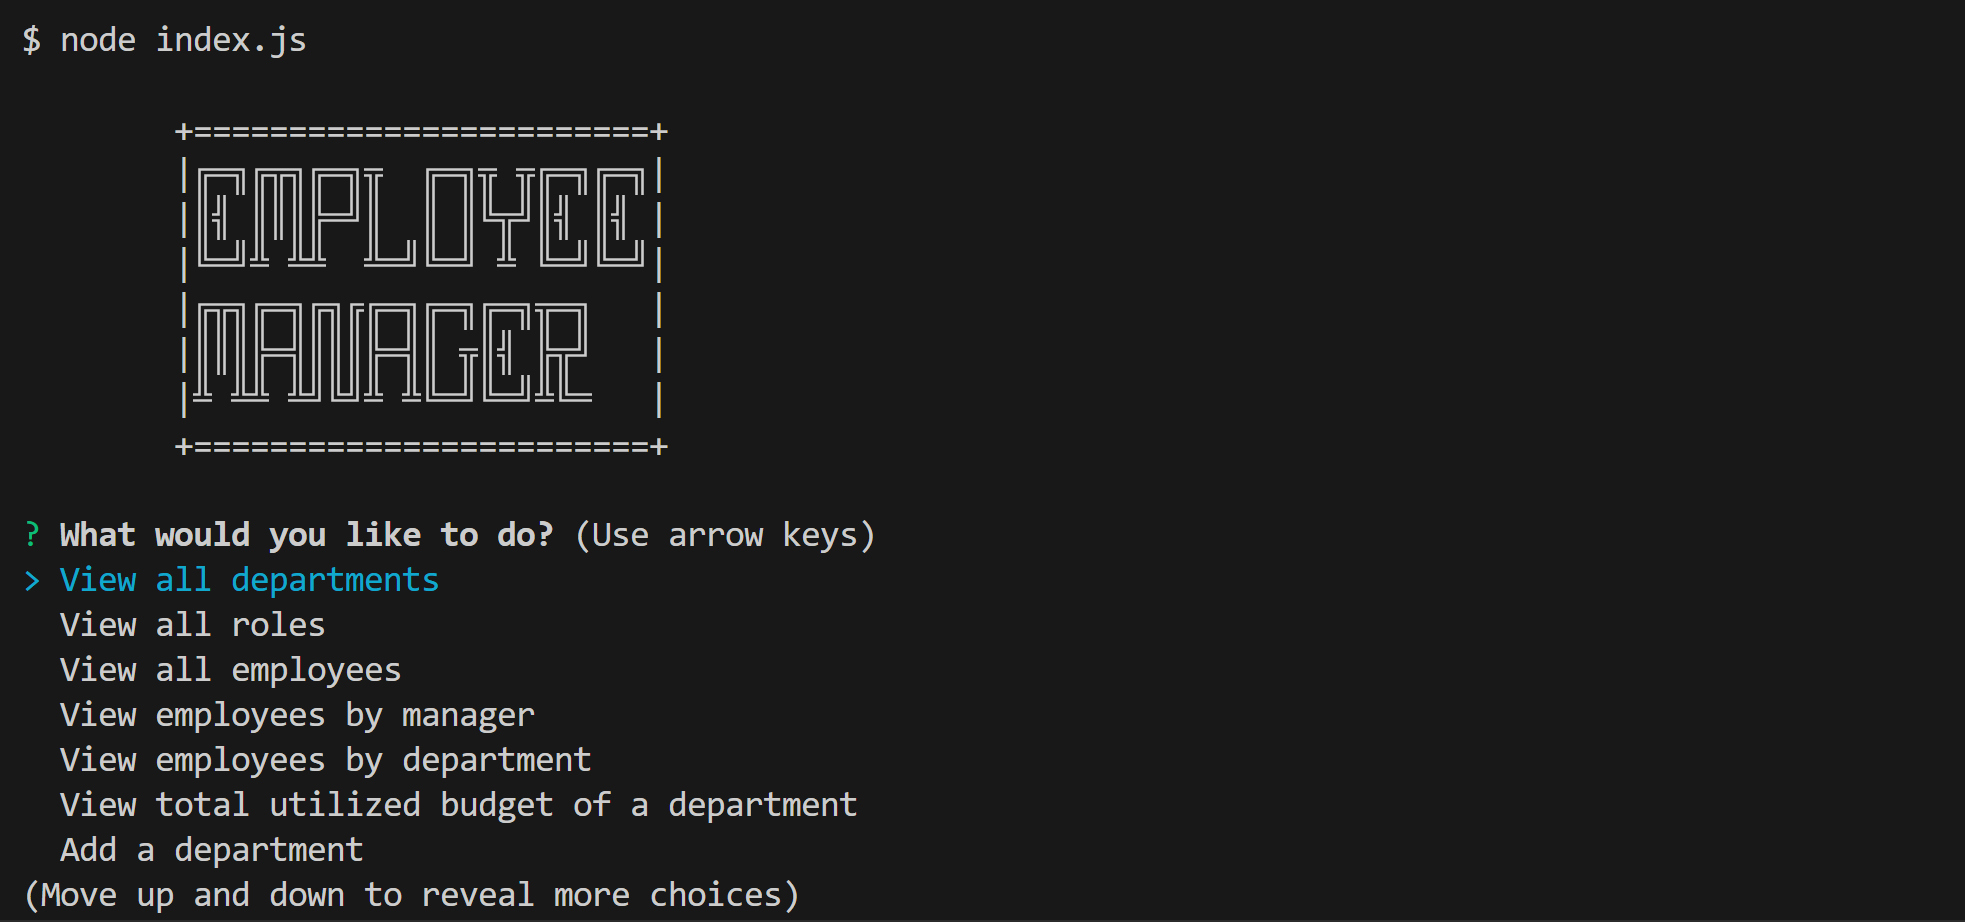 $ node index.js
+========================+
EMPLOYEE
MANAGER
+========================+
? What would you like to do? (Use arrow keys)
> View all departments
View all roles
View all employees
View employees by manager
View employees by department
View total utilized budget of a department
Add a department
(Move up and down to reveal more choices)